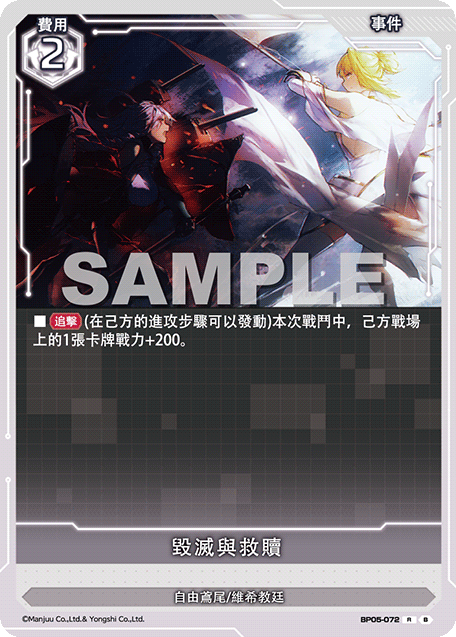 費用
2
事件
SAMPLE
■ 追擊 (在己方的進攻步驟可以發動)本次戰鬥中，己方戰場
上的1張卡牌戰力+200。
毀滅與救贖
自由鳶尾/維希教廷
©Manjuu Co.,Ltd.& Yongshi Co.,Ltd. BP05-072 R B